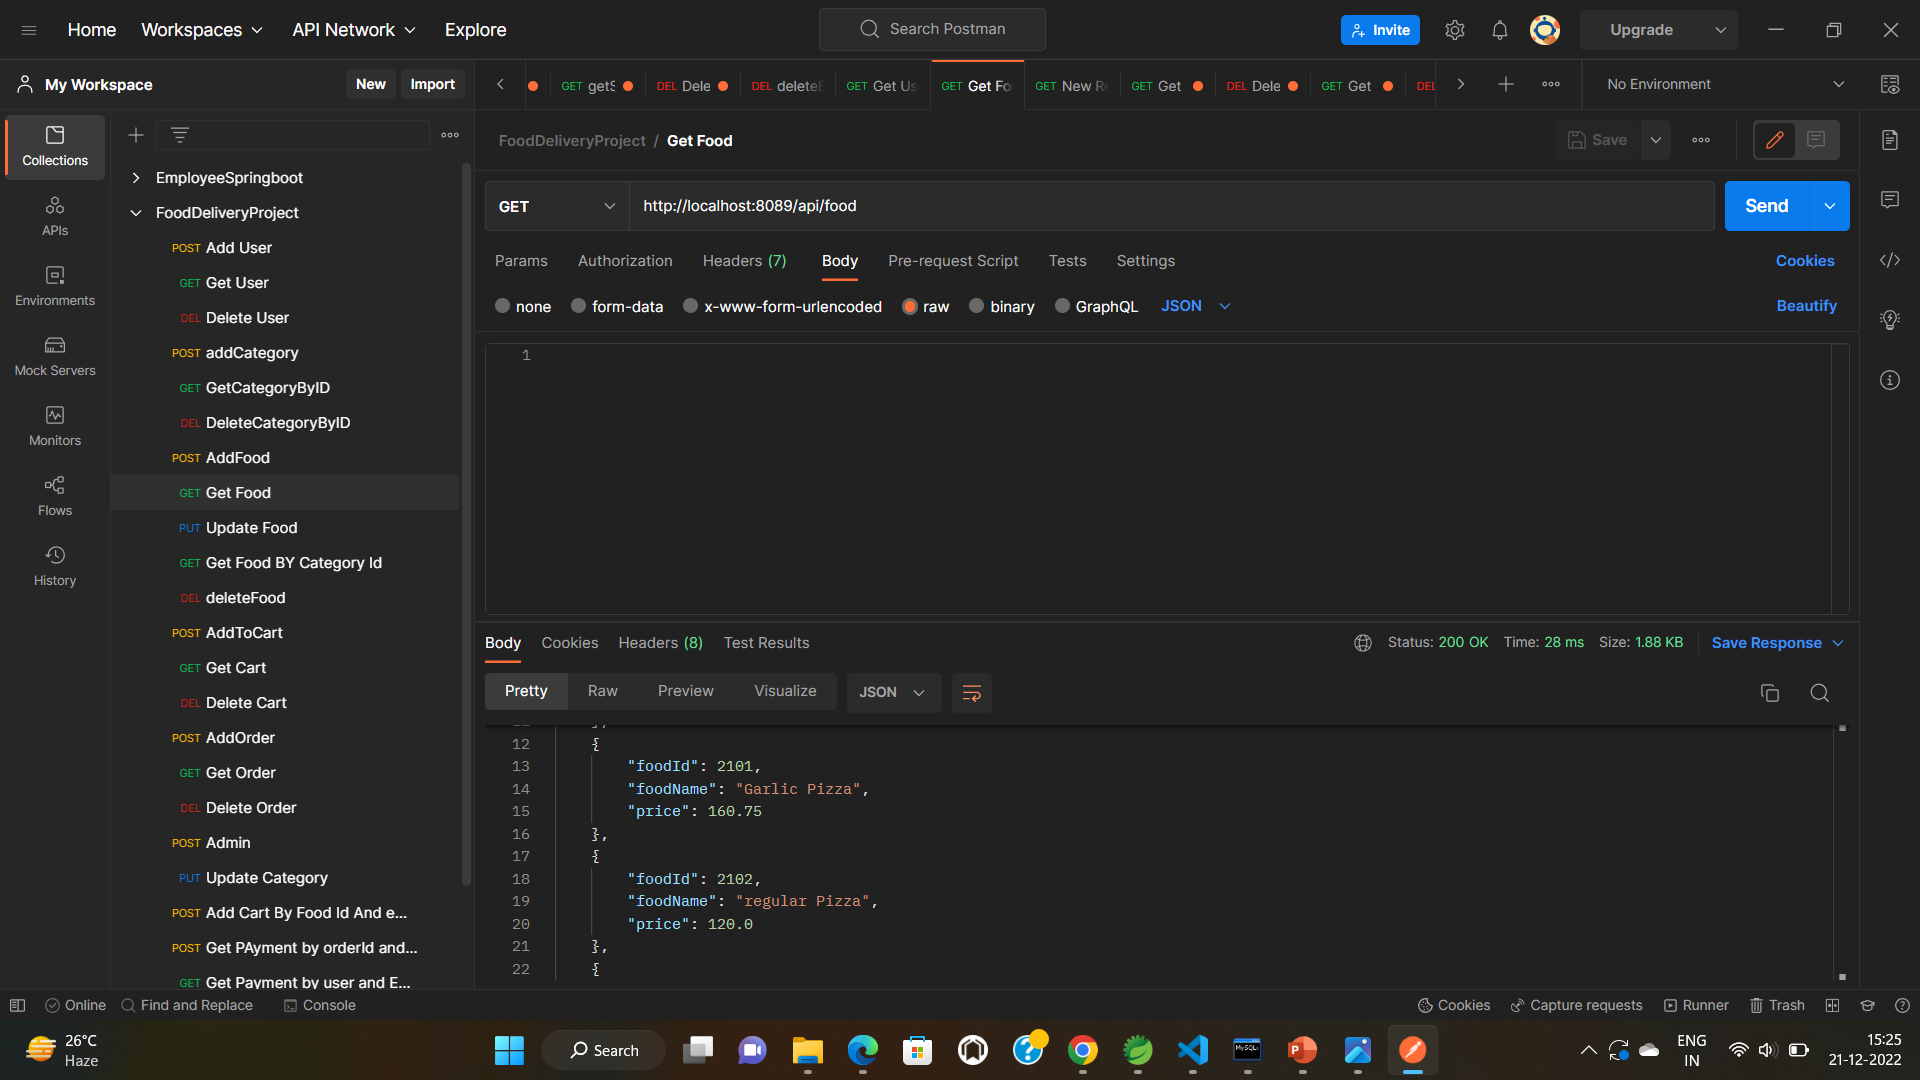 Home Workspaces API Network Explore Search Postman Invite Upgrade
My Workspace New Import GET getS DEL Dele DEL delete GET Get Us GET Get Fo GET New Re GET Get DEL Dele GET Get DEL No Environment
Collections
APIs
Environments
Mock Servers
Monitors
Flows
History
EmployeeSpringboot
FoodDeliveryProject
POST Add User
GET Get User
DEL Delete User
POST addCategory
GET GetCategoryByID
DEL DeleteCategoryByID
POST AddFood
GET Get Food
PUT Update Food
GET Get Food BY Category Id
DEL deleteFood
POST AddToCart
GET Get Cart
DEL Delete Cart
POST AddOrder
GET Get Order
DEL Delete Order
POST Admin
PUT Update Category
POST Add Cart By Food Id And e...
POST Get PAyment by orderId and...
GET Get Payment by user and E...
FoodDeliveryProject / Get Food Save
GET http://localhost:8089/api/food Send
Params Authorization Headers (7) Body Pre-request Script Tests Settings Cookies
none form-data x-www-form-urlencoded raw binary GraphQL JSON Beautify
1
Body Cookies Headers (8) Test Results Status: 200 OK Time: 28 ms Size: 1.88 KB Save Response
Pretty Raw Preview Visualize JSON
12 {
13 "foodId": 2101,
14 "foodName": "Garlic Pizza",
15 "price": 160.75
16 },
17 {
18 "foodId": 2102,
19 "foodName": "regular Pizza",
20 "price": 120.0
21 },
22 {
Online Find and Replace Console Cookies Capture requests Runner Trash
26°C
Haze
Search
MySQL
P
ENG
IN
15:25
21-12-2022